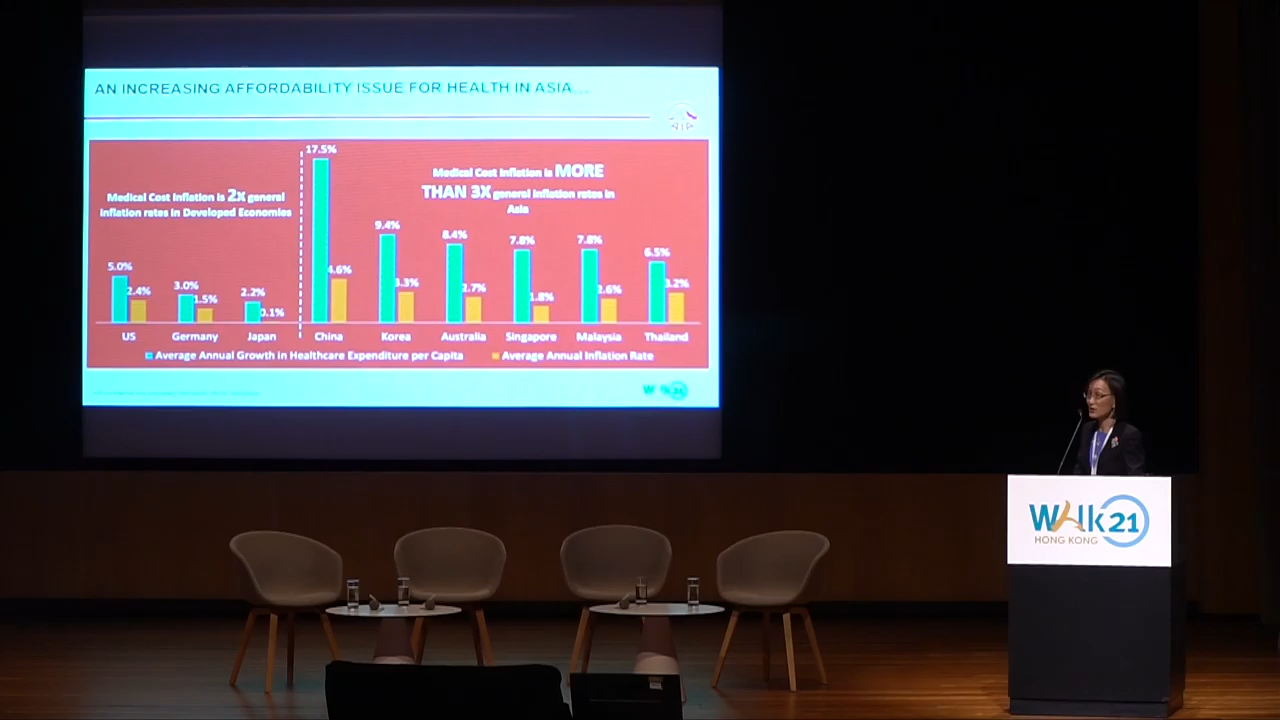 AN INCREASING AFFORDABILITY ISSUE FOR HEALTH IN ASIA...
AIA
Medical Cost Inflation is 2x general
inflation rates in Developed Economies
Medical Cost Inflation is MORE
THAN 3X general inflation rates in
Asia
17.5%
9.4%
8.4%
7.8%
7.8%
6.5%
5.0%
2.4%
3.0%
1.5%
2.2%
0.1%
4.6%
3.3%
2.7%
1.8%
2.6%
3.2%
US Germany Japan China Korea Australia Singapore Malaysia Thailand
Average Annual Growth in Healthcare Expenditure per Capita Average Annual Inflation Rate
Walk21
Walk21
HONG KONG